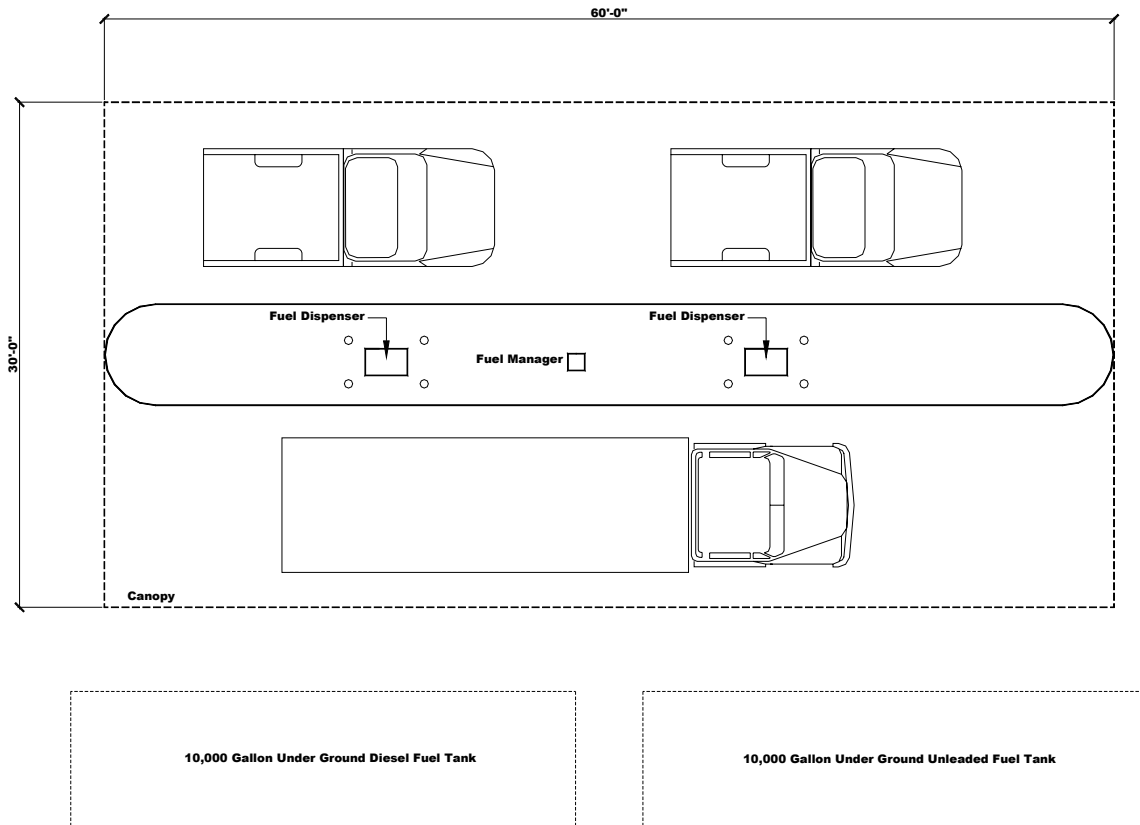 60'-0"
30'-0"
Fuel Dispenser
Fuel Dispenser
Fuel Manager
Canopy
10,000 Gallon Under Ground Diesel Fuel Tank
10,000 Gallon Under Ground Unleaded Fuel Tank